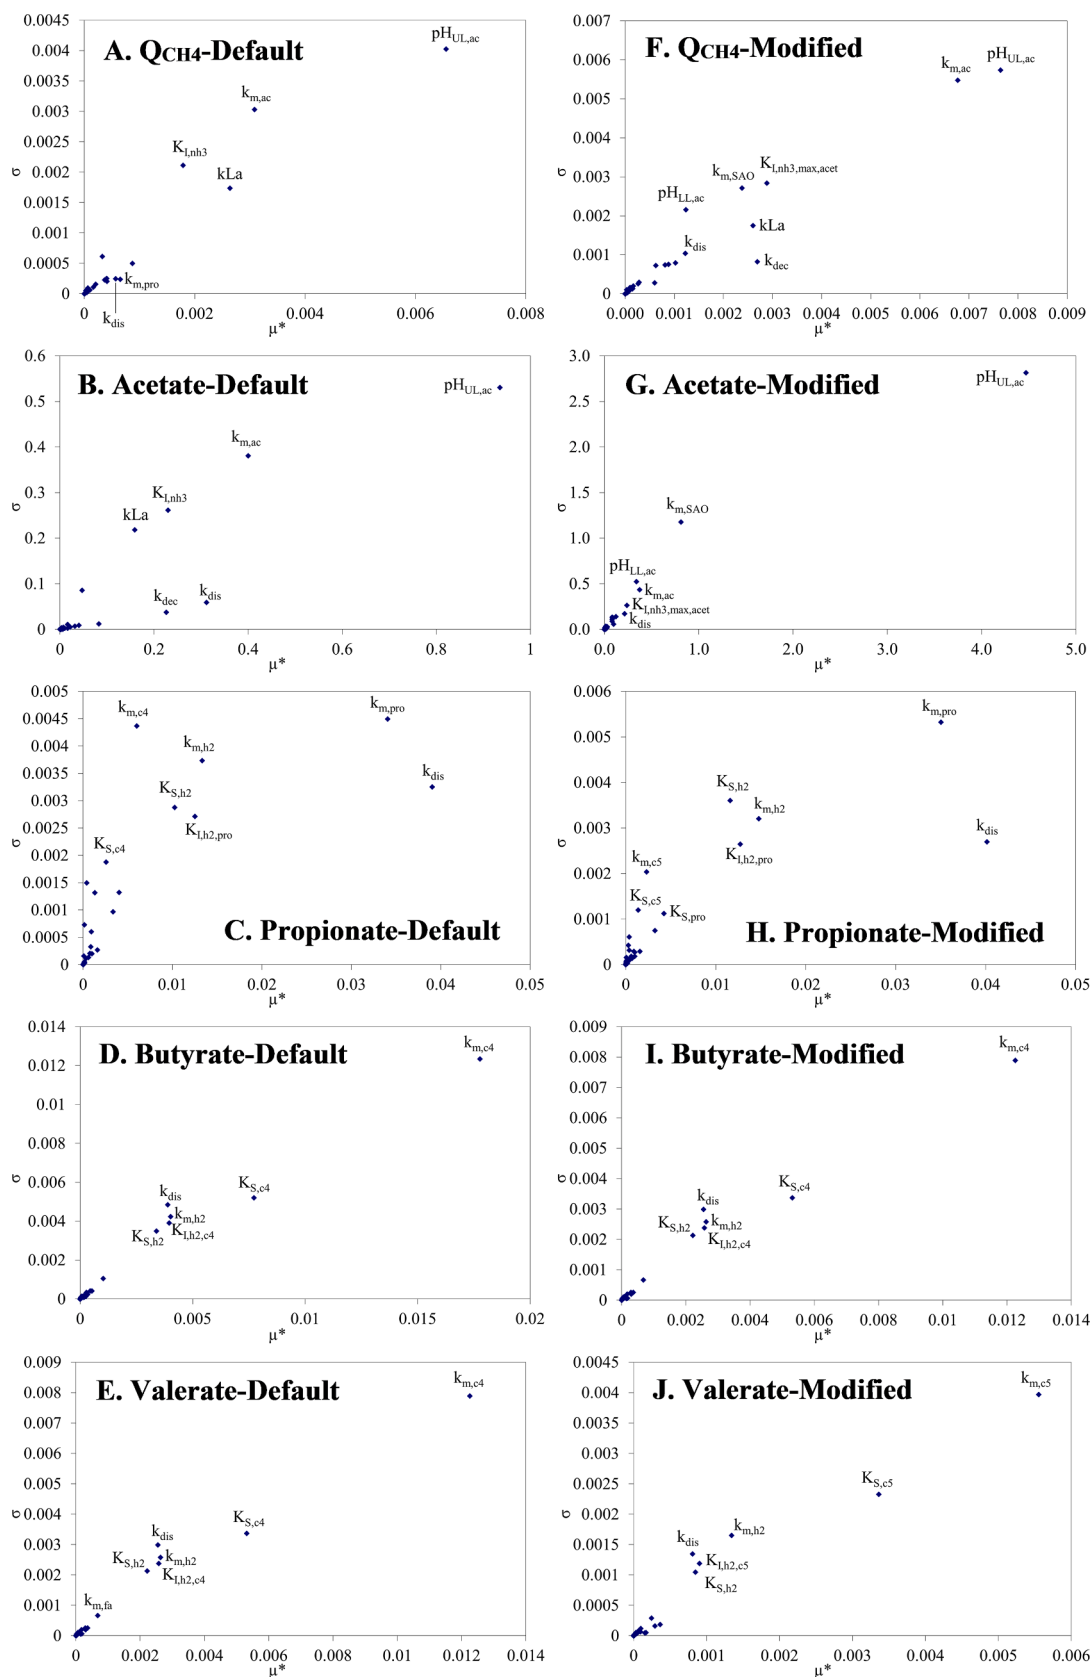 A. QCH4-Default
σ
0.0045
0.004
0.0035
0.003
0.0025
0.002
0.0015
0.001
0.0005
0
pHUL,ac
km,ac
KI,nh3
kLa
km,pro
kdis
0
0.002
0.004
0.006
0.008
μ*
F. QCH4-Modified
σ
0.007
0.006
0.005
0.004
0.003
0.002
0.001
0
pHUL,ac
km,ac
KI,nh3,max,acet
km,SAO
pHLL,ac
kLa
kdis
kdec
0.000
0.001
0.002
0.003
0.004
0.005
0.006
0.007
0.008
0.009
μ*
B. Acetate-Default
σ
0.6
0.5
0.4
0.3
0.2
0.1
0
pHUL,ac
km,ac
KI,nh3
kLa
kdis
kdec
0
0.2
0.4
0.6
0.8
1
μ*
G. Acetate-Modified
σ
3.0
2.5
2.0
1.5
1.0
0.5
0.0
pHUL,ac
km,SAO
pHLL,ac
km,ac
KI,nh3,max,acet
kdis
0.0
1.0
2.0
3.0
4.0
5.0
μ*
C. Propionate-Default
σ
0.005
0.0045
0.004
0.0035
0.003
0.0025
0.002
0.0015
0.001
0.0005
0
km,c4
km,pro
km,h2
kdis
KS,h2
KI,h2,pro
KS,c4
0
0.01
0.02
0.03
0.04
0.05
μ*
H. Propionate-Modified
σ
0.006
0.005
0.004
0.003
0.002
0.001
0
km,pro
KS,h2
km,h2
kdis
KI,h2,pro
km,c5
KS,c5
KS,pro
0
0.01
0.02
0.03
0.04
0.05
μ*
D. Butyrate-Default
σ
0.014
0.012
0.01
0.008
0.006
0.004
0.002
0
km,c4
KS,c4
kdis
km,h2
KI,h2,c4
KS,h2
0
0.005
0.01
0.015
0.02
μ*
I. Butyrate-Modified
σ
0.009
0.008
0.007
0.006
0.005
0.004
0.003
0.002
0.001
0
km,c4
KS,c4
kdis
km,h2
KS,h2
KI,h2,c4
0
0.002
0.004
0.006
0.008
0.01
0.012
0.014
μ*
E. Valerate-Default
σ
0.009
0.008
0.007
0.006
0.005
0.004
0.003
0.002
0.001
0
km,c4
KS,c4
kdis
km,h2
KS,h2
KI,h2,c4
km,fa
0
0.002
0.004
0.006
0.008
0.01
0.012
0.014
μ*
J. Valerate-Modified
σ
0.0045
0.004
0.0035
0.003
0.0025
0.002
0.0015
0.001
0.0005
0
km,c5
KS,c5
km,h2
kdis
KI,h2,c5
KS,h2
0
0.001
0.002
0.003
0.004
0.005
0.006
μ*